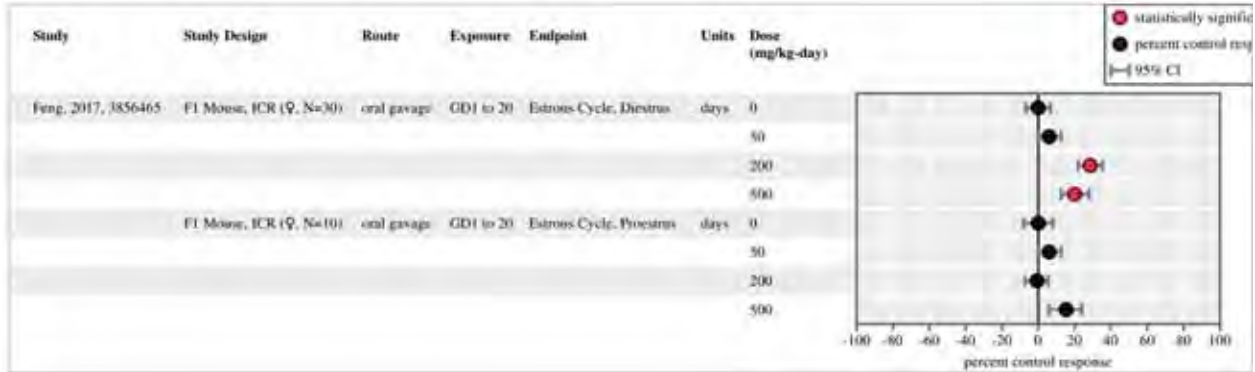 statistically signific
percent control resp
95% CI
Study Study Design Route Exposure Endpoint Units Dose
(mg/kg-day)
Feng, 2017, 3856465 F1 Mouse, ICR (♀, N=30) oral gavage GD1 to 20 Estrous Cycle, Diestrus days 0
50
200
500
F1 Mouse, ICR (♀, N=10) oral gavage GD1 to 20 Estrous Cycle, Proestrus days 0
50
200
500
-100 -80 -60 -40 -20 0 20 40 60 80 100
percent control response